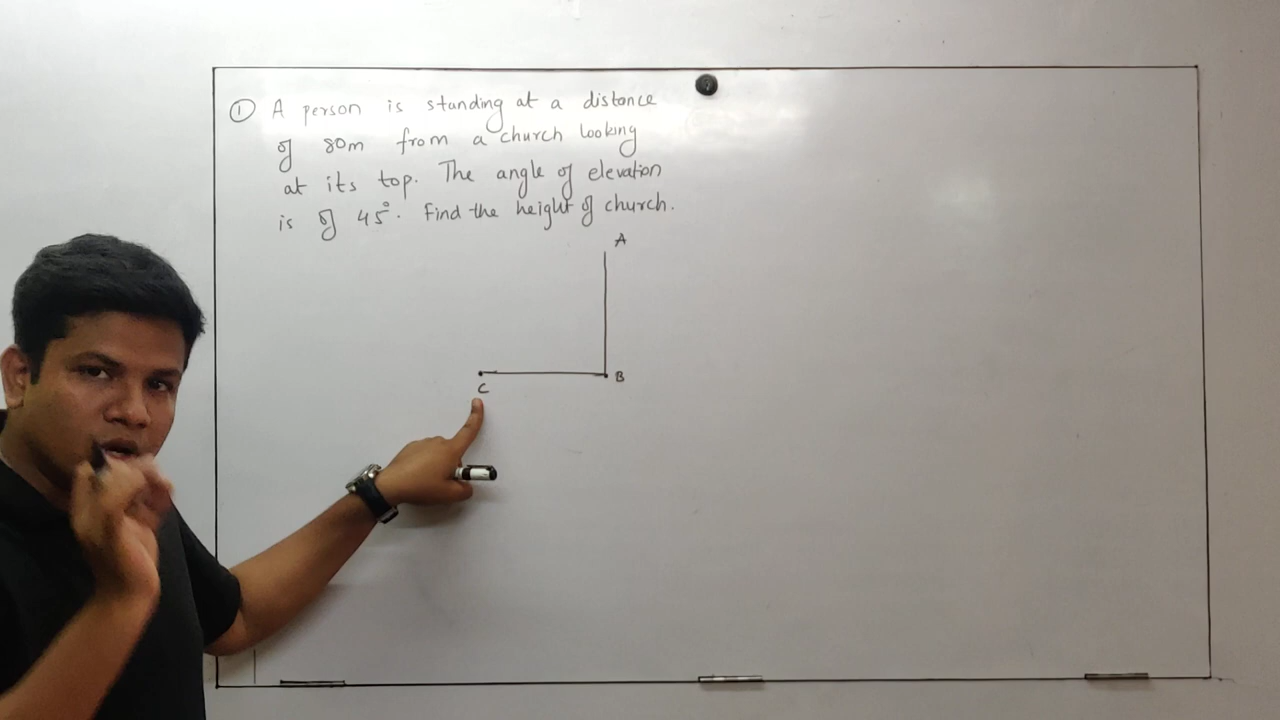 ① A person is standing at a distance
of 80m from a church looking
at its top. The angle of elevation
is of 45°. Find the height of church.
A
B
C